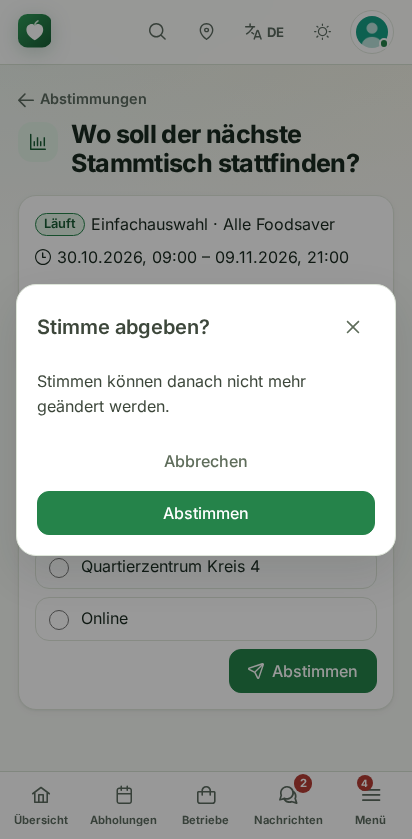 DE
Abstimmungen
Wo soll der nächste
Stammtisch stattfinden?
Läuft Einfachauswahl · Alle Foodsaver
30.10.2026, 09:00 – 09.11.2026, 21:00
Stimme abgeben?
Stimmen können danach nicht mehr
geändert werden.
Abbrechen
Abstimmen
Quartierzentrum Kreis 4
Online
Abstimmen
2
4
Übersicht
Abholungen
Betriebe
Nachrichten
Menü